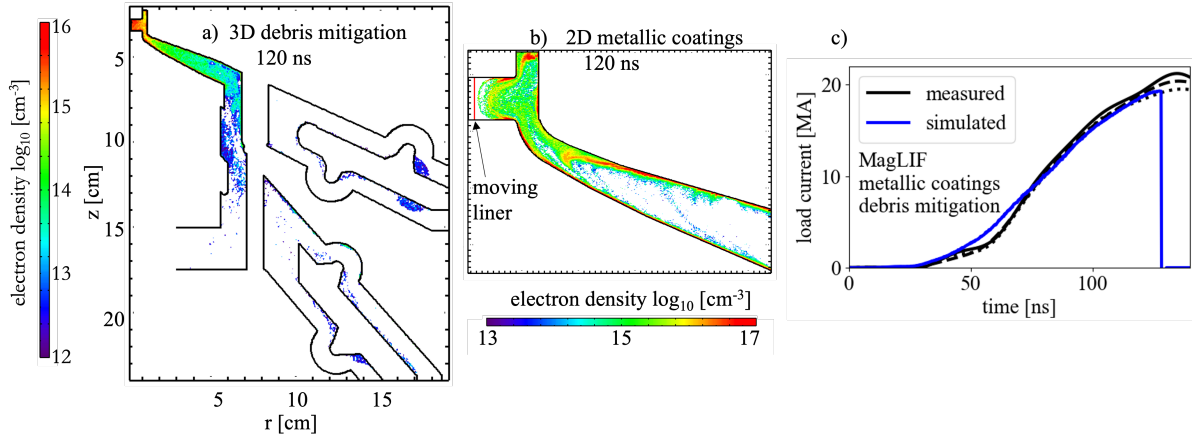 a) 3D debris mitigation
120 ns
electron density log10 [cm-3]
16
15
14
13
12
z [cm]
5
10
15
20
5
10
15
r [cm]
b) 2D metallic coatings
120 ns
moving
liner
electron density log10 [cm-3]
13
15
17
c)
load current [MA]
20
10
0
measured
simulated
MagLIF
metallic coatings
debris mitigation
0
50
100
time [ns]